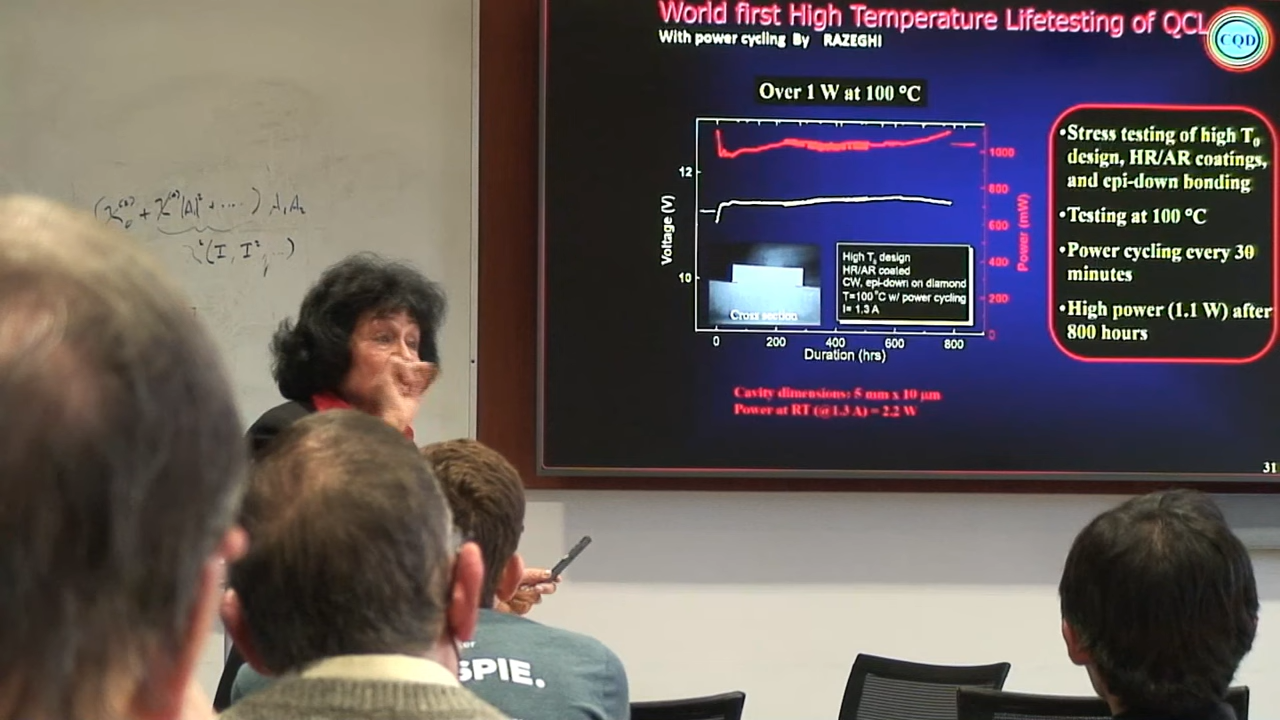 World first High Temperature Lifetesting of QCL
With power cycling By RAZEGHI
CQD
Over 1 W at 100 °C
12
10
Voltage (V)
1000
800
600
400
200
0
Power (mW)
0 200 400 600 800
Duration (hrs)
Cross section
High T₀ design
HR/AR coated
CW, epi-down on diamond
T=100 °C w/ power cycling
I= 1.3 A
•Stress testing of high T₀
design, HR/AR coatings,
and epi-down bonding
•Testing at 100 °C
•Power cycling every 30
minutes
•High power (1.1 W) after
800 hours
Cavity dimensions: 5 mm x 10 µm
Power at RT (@1.3 A) = 2.2 W
31
SPIE.